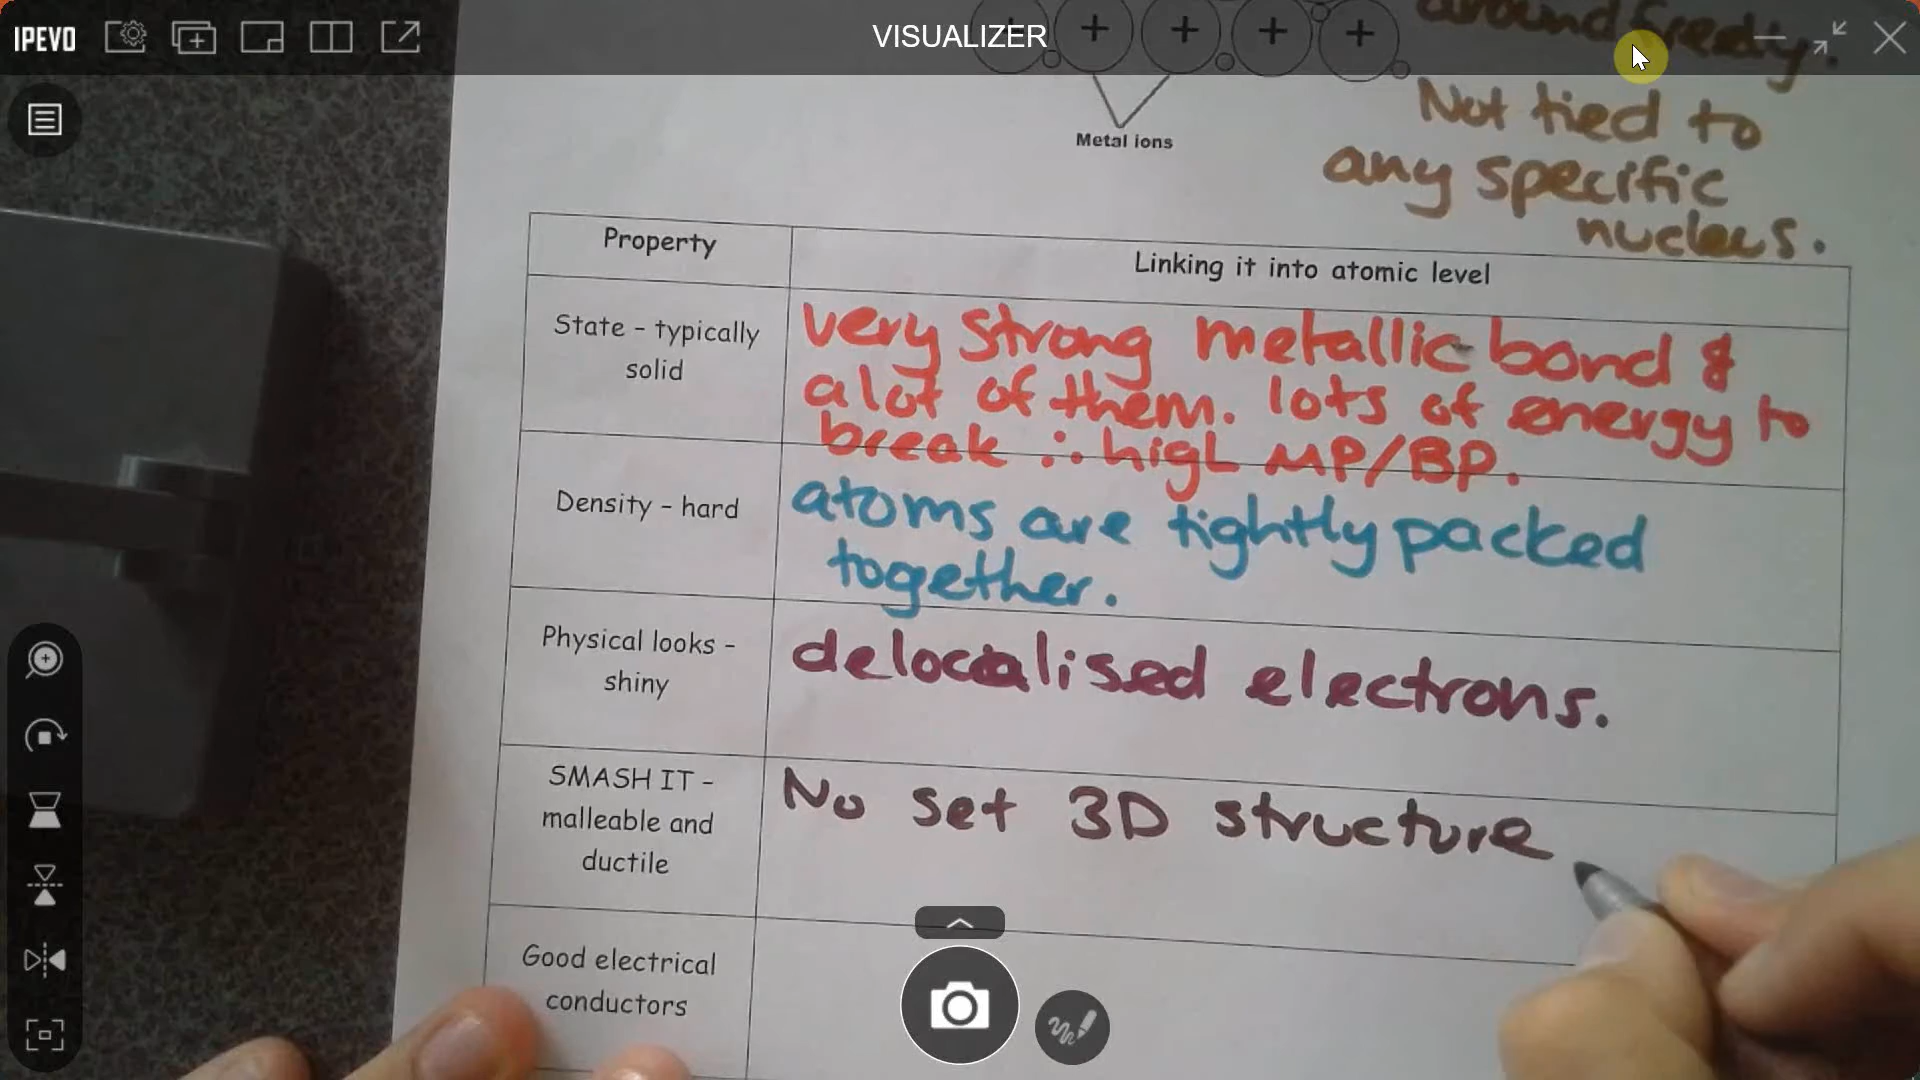 IPEVO
VISUALIZER
around freely.
+ + + + +
Not tied to
any specific
nucleus.
Metal ions
Property
Linking it into atomic level
State - typically
solid
very strong metallic bond &
a lot of them. lots of energy to
break ∴ high MP/BP.
Density - hard
atoms are tightly packed
together.
Physical looks -
shiny
delocalised electrons.
SMASH IT -
malleable and
ductile
No set 3D structure
Good electrical
conductors